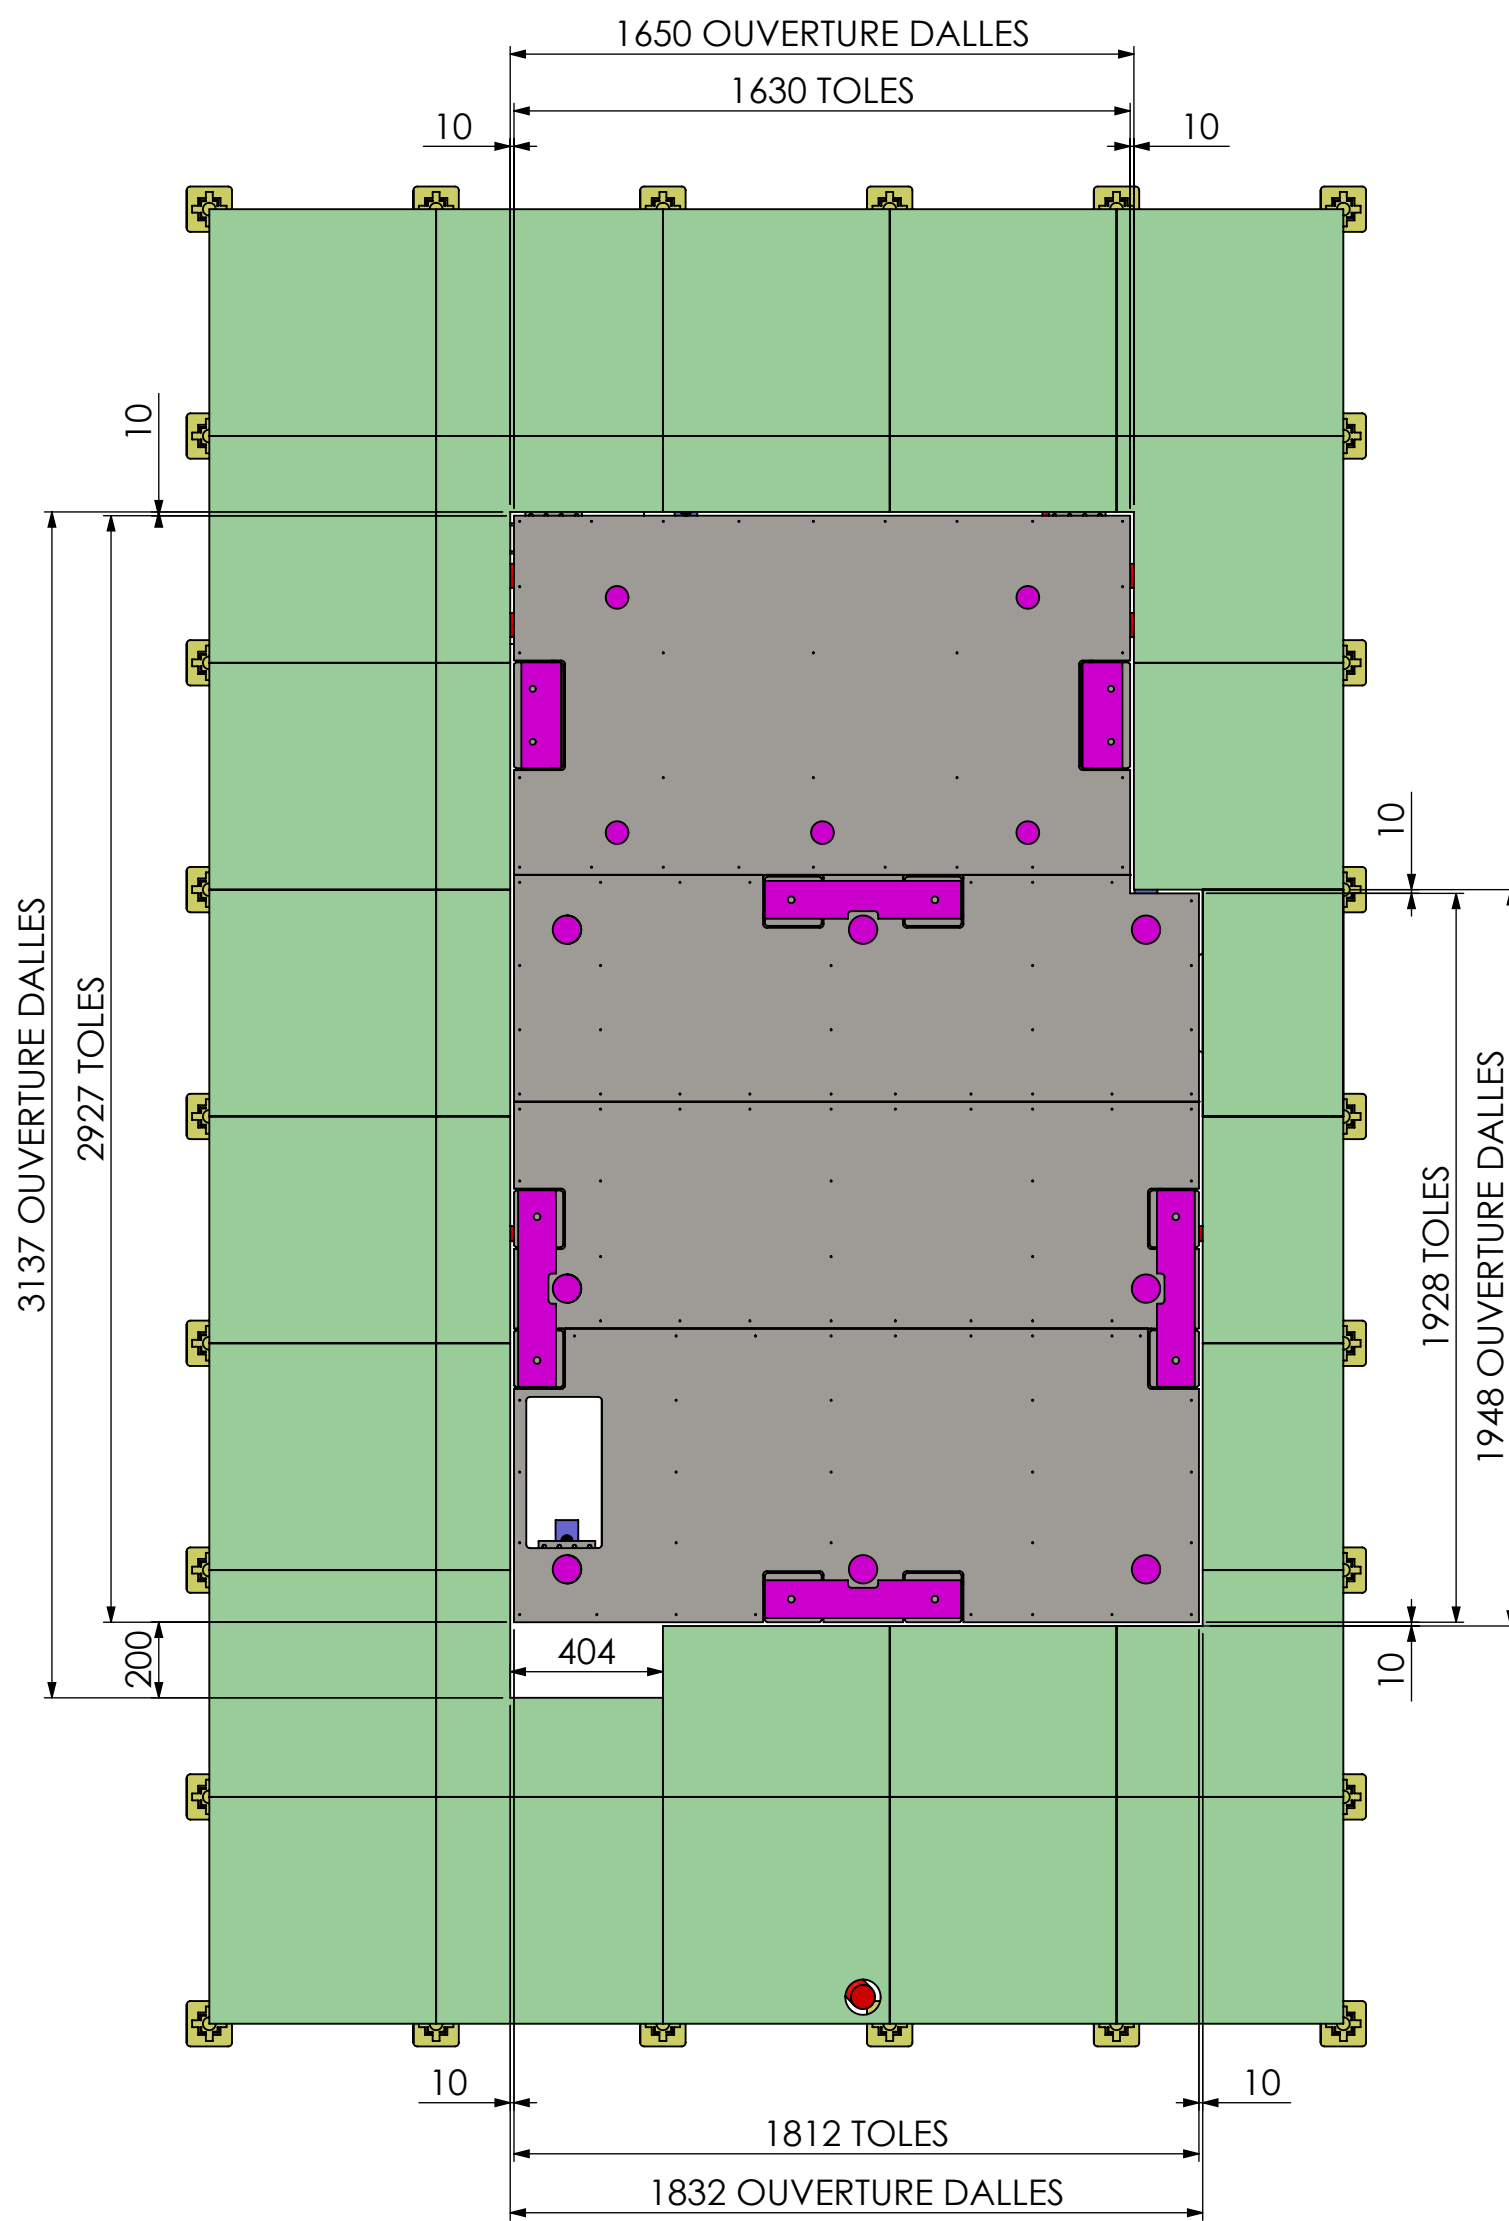 1650 OUVERTURE DALLES
1630 TOLES
10
10
10
10
3137 OUVERTURE DALLES
2927 TOLES
1928 TOLES
1948 OUVERTURE DALLES
200
404
10
10
10
1812 TOLES
1832 OUVERTURE DALLES